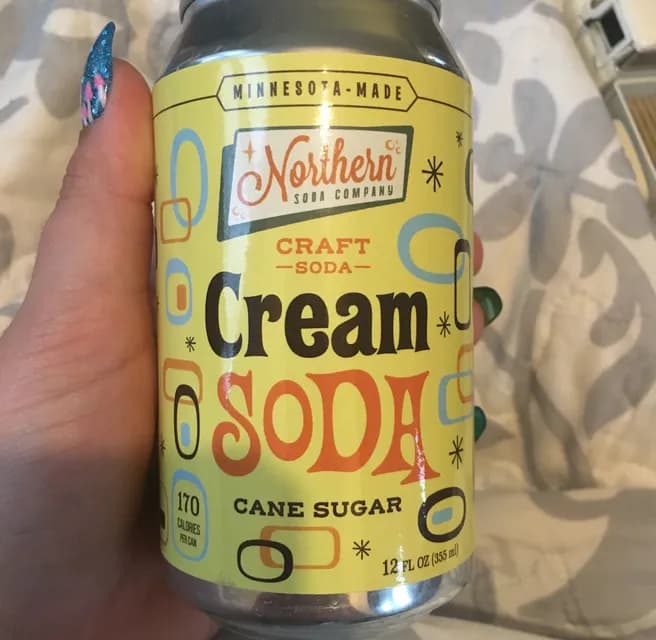 MINNESOTA-MADE
Northern
SODA COMPANY
CRAFT
SODA
Cream
SODA
CANE SUGAR
170
CALORIES
PER CAN
12 FL OZ (355 ml)